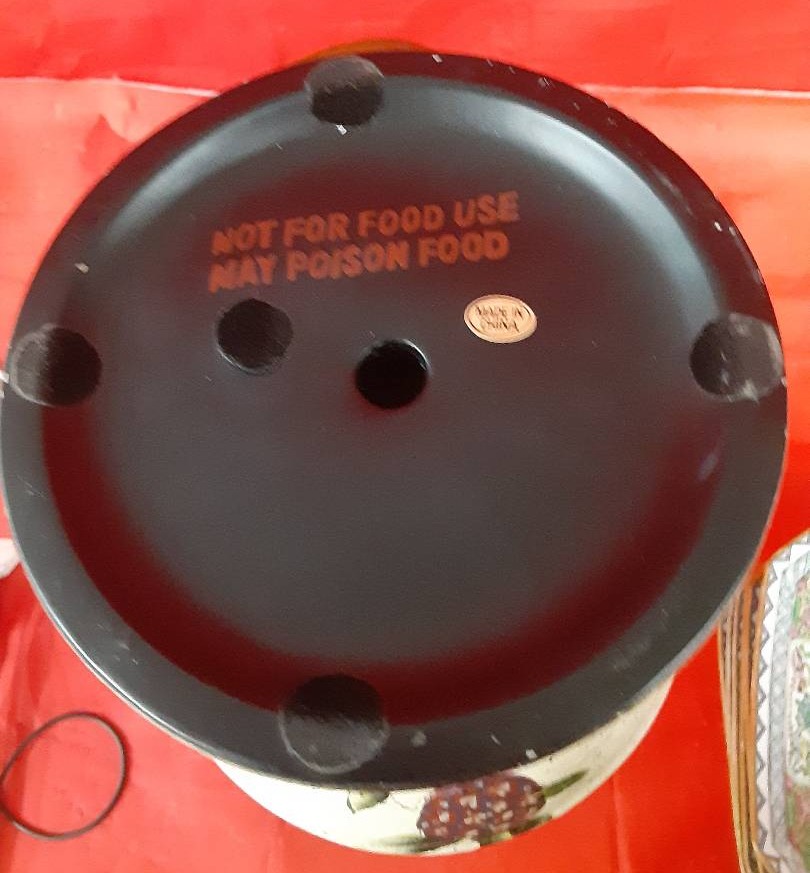 NOT FOR FOOD USE
MAY POISON FOOD
MADE IN
CHINA